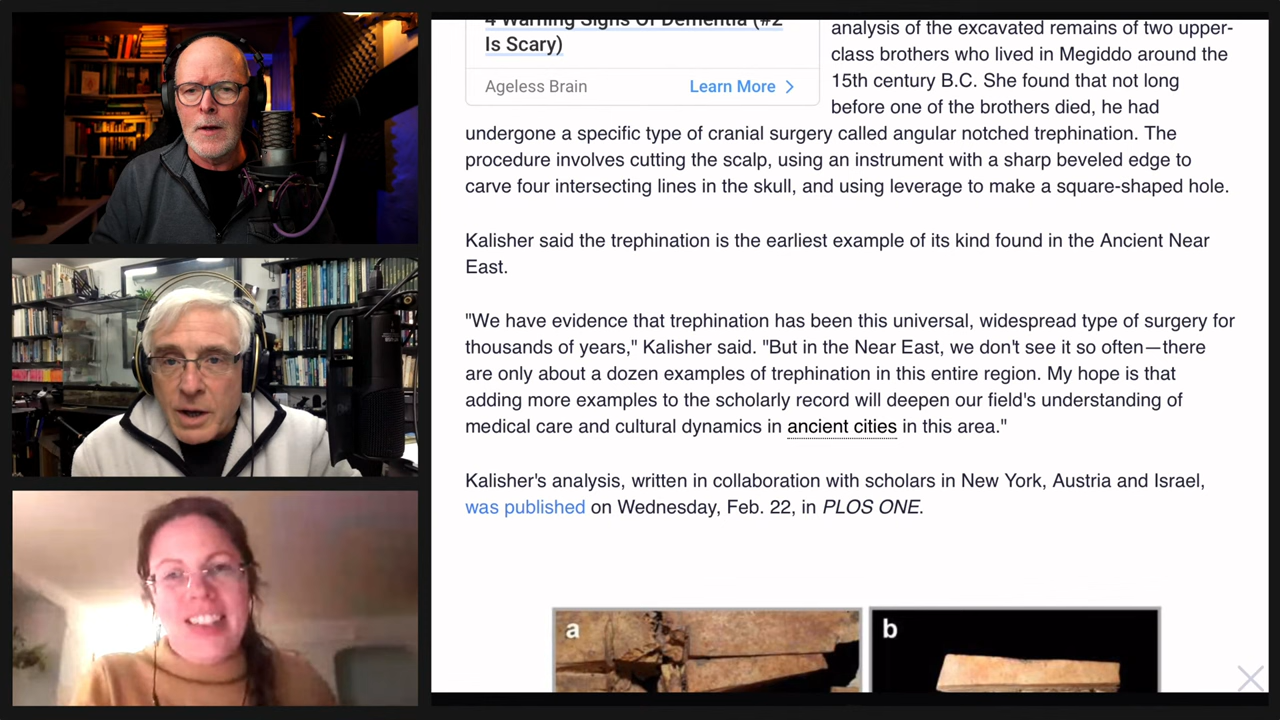 4 Warning Signs Of Dementia (#2
Is Scary)
Ageless Brain
Learn More
analysis of the excavated remains of two upper-
class brothers who lived in Megiddo around the
15th century B.C. She found that not long
before one of the brothers died, he had
undergone a specific type of cranial surgery called angular notched trephination. The
procedure involves cutting the scalp, using an instrument with a sharp beveled edge to
carve four intersecting lines in the skull, and using leverage to make a square-shaped hole.
Kalisher said the trephination is the earliest example of its kind found in the Ancient Near
East.
"We have evidence that trephination has been this universal, widespread type of surgery for
thousands of years," Kalisher said. "But in the Near East, we don't see it so often—there
are only about a dozen examples of trephination in this entire region. My hope is that
adding more examples to the scholarly record will deepen our field's understanding of
medical care and cultural dynamics in ancient cities in this area."
Kalisher's analysis, written in collaboration with scholars in New York, Austria and Israel,
was published on Wednesday, Feb. 22, in PLOS ONE.
a
b